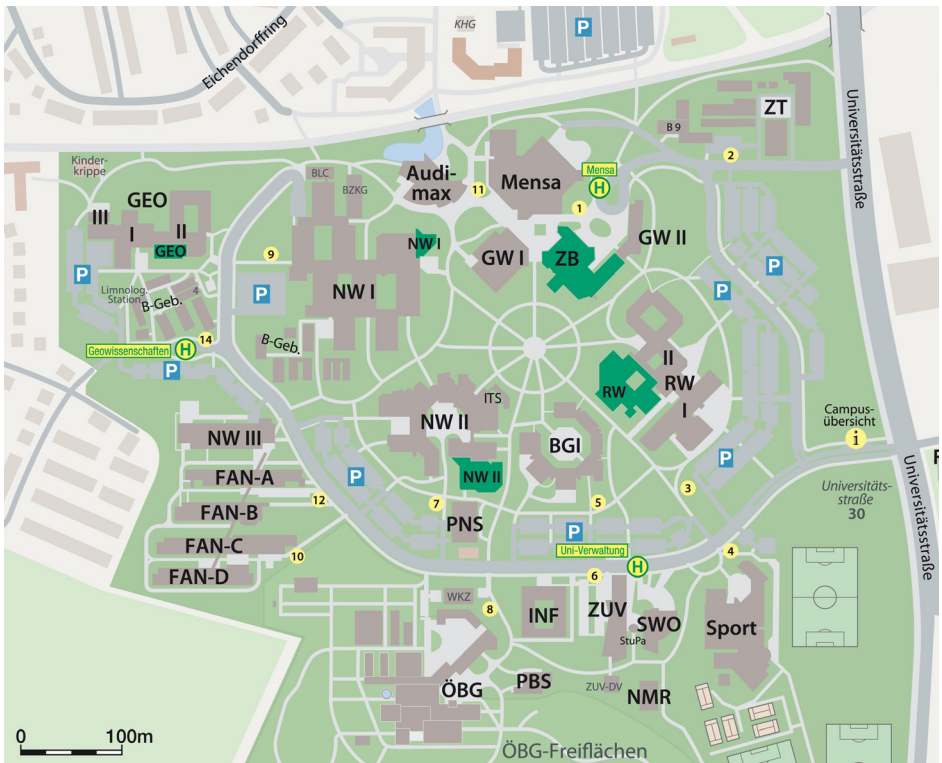 KHG
P
Eichendorffring
ZT
B 9
Universitätsstraße
2
Kinder-
krippe
BLC
BZKG
Audi-
max
11
Mensa
Mensa
H
1
GEO
III
I
II
GEO
NW I
GW I
ZB
GW II
9
P
P
P
P
Limnolog.
Station
B-Geb.
4
NW I
14
Geowissenschaften
H
B-Geb.
P
II
RW
I
RW
ITS
NW II
BGI
Campus-
übersicht
i
NW III
P
P
F
FAN-A
NW II
3
Universitäts-
straße
30
Universitätsstraße
12
7
5
FAN-B
PNS
P
FAN-C
10
Uni-Verwaltung
H
4
FAN-D
6
WKZ
8
INF
ZUV
SWO
StuPa
Sport
ÖBG
PBS
ZUV-DV
NMR
0
100m
ÖBG-Freiflächen